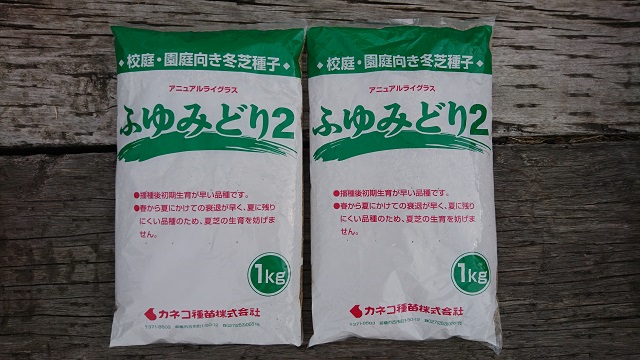 校庭・園庭向き冬芝種子
アニュアルライグラス
ふゆみどり2
●播種後初期生育が早い品種です。
●春から夏にかけての衰退が早く、夏に残り
にくい品種のため、夏芝の生育を妨げま
せん。
1kg
カネコ種苗株式会社
校庭・園庭向き冬芝種子
アニュアルライグラス
ふゆみどり2
●播種後初期生育が早い品種です。
●春から夏にかけての衰退が早く、夏に残り
にくい品種のため、夏芝の生育を妨げま
せん。
1kg
カネコ種苗株式会社